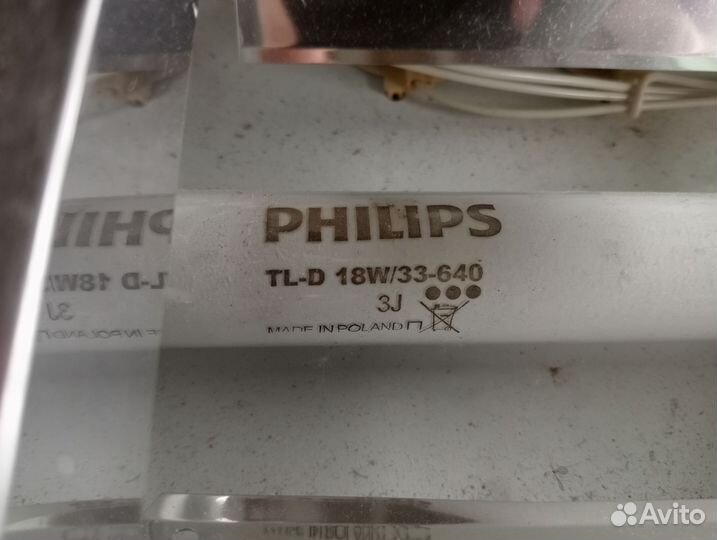 PHILIPS
TL-D 18W/33-640
3J
MADE IN POLAND
Avito